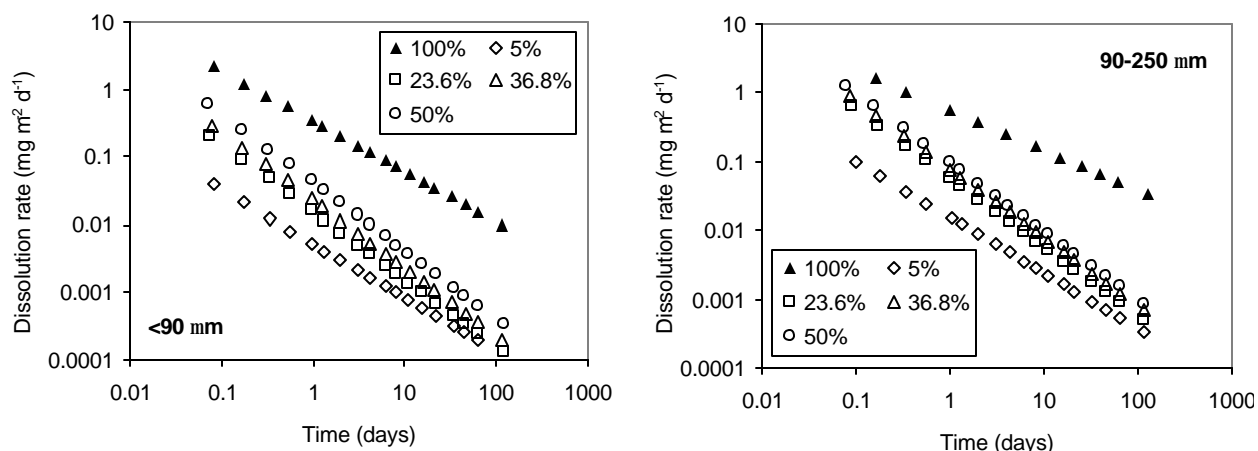 10
1
0.1
0.01
0.001
0.0001
Dissolution rate (mg m² d⁻¹)
100% 5%
23.6% 36.8%
50%
<90 mm
0.01 0.1 1 10 100 1000
Time (days)
10
1
0.1
0.01
0.001
0.0001
Dissolution rate (mg m² d⁻¹)
90-250 mm
100% 5%
23.6% 36.8%
50%
0.01 0.1 1 10 100 1000
Time (days)